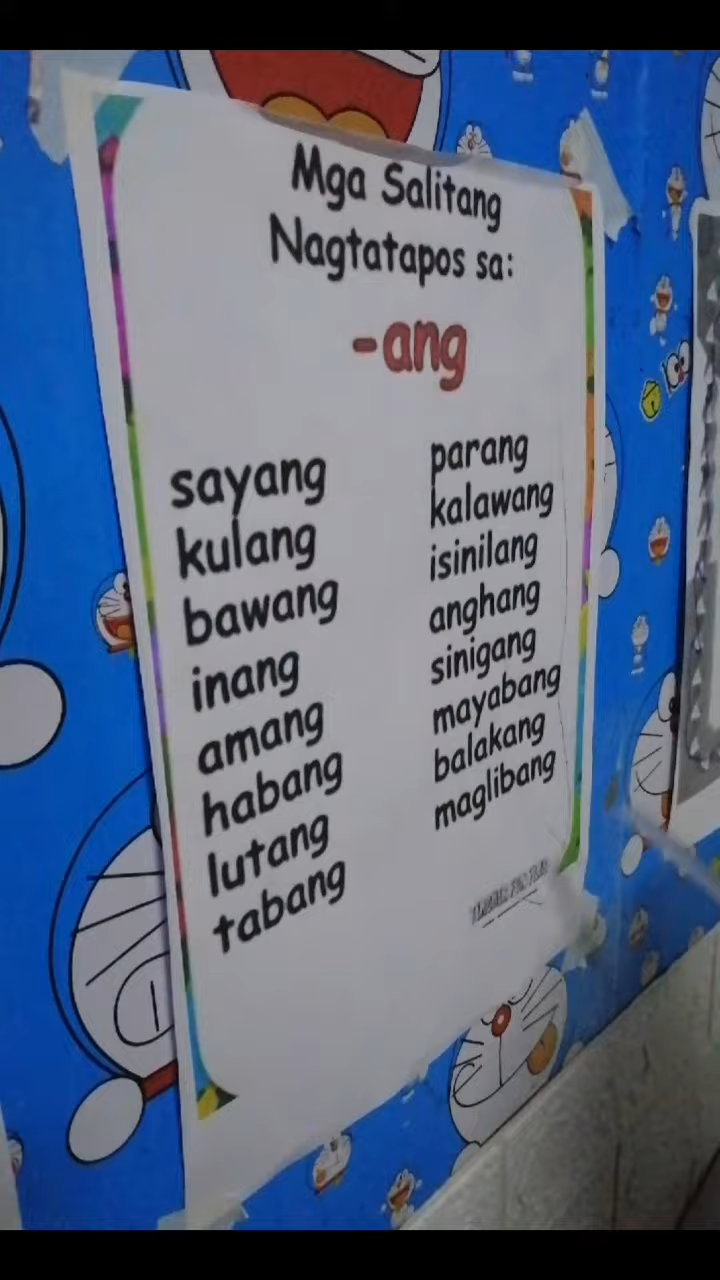 Mga Salitang
Nagtatapos sa:
-ang
sayang
kulang
bawang
inang
amang
habang
lutang
tabang
parang
kalawang
isinilang
anghang
sinigang
mayabang
balakang
maglibang